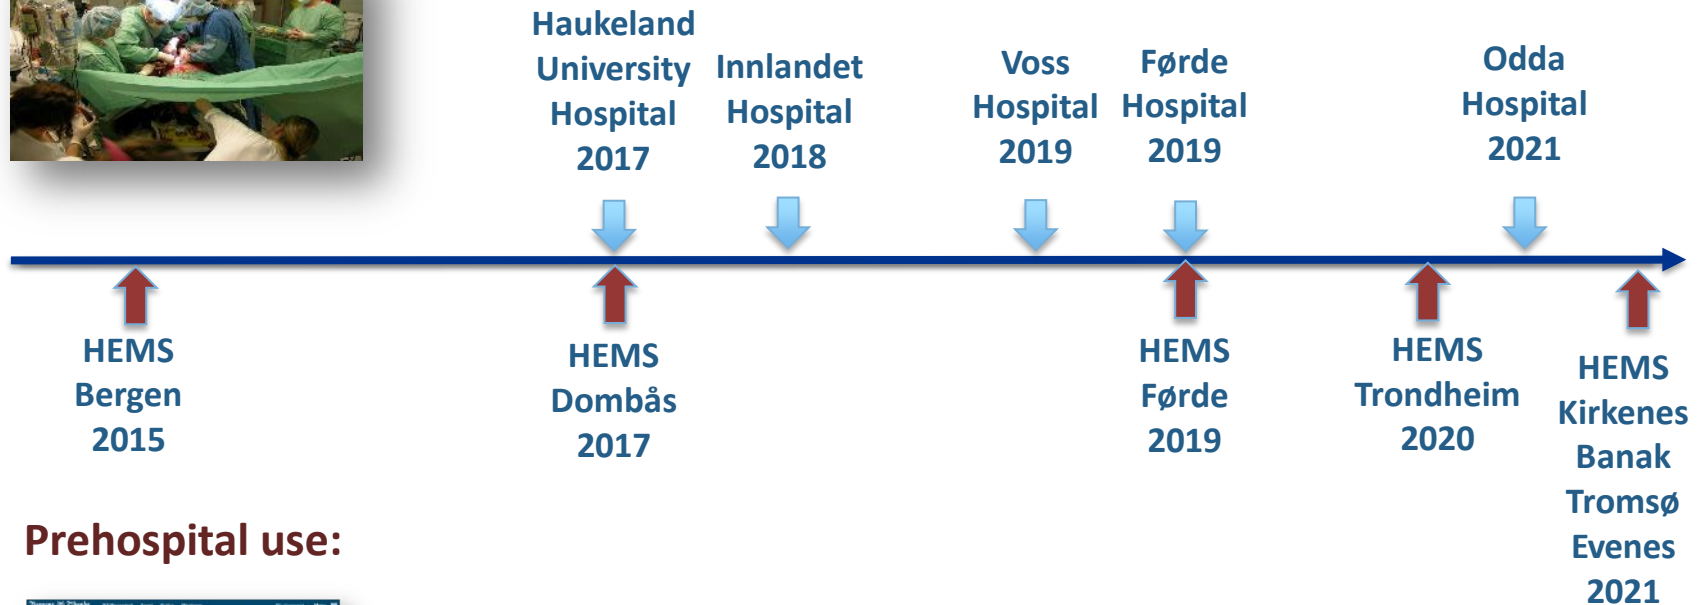 Haukeland
University
Hospital
2017
Innlandet
Hospital
2018
Voss
Hospital
2019
Førde
Hospital
2019
Odda
Hospital
2021
HEMS
Bergen
2015
HEMS
Dombås
2017
HEMS
Førde
2019
HEMS
Trondheim
2020
HEMS
Kirkenes
Banak
Tromsø
Evenes
2021
Prehospital use: